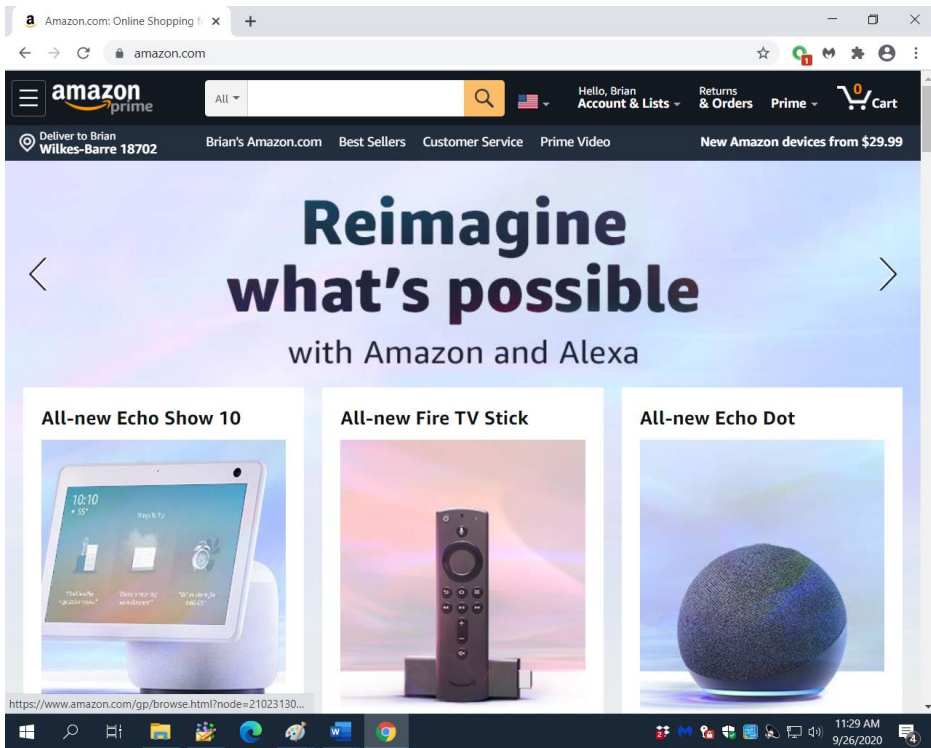 a Amazon.com: Online Shopping f
amazon.com
1
amazon
prime
All
Hello, Brian
Account & Lists
Returns
& Orders
Prime
0
Cart
Deliver to Brian
Wilkes-Barre 18702
Brian's Amazon.com Best Sellers Customer Service Prime Video
New Amazon devices from $29.99
Reimagine
what's possible
with Amazon and Alexa
All-new Echo Show 10
All-new Fire TV Stick
All-new Echo Dot
10:10
55°
https://www.amazon.com/gp/browse.html?node=21023130...
11:29 AM
9/26/2020
4